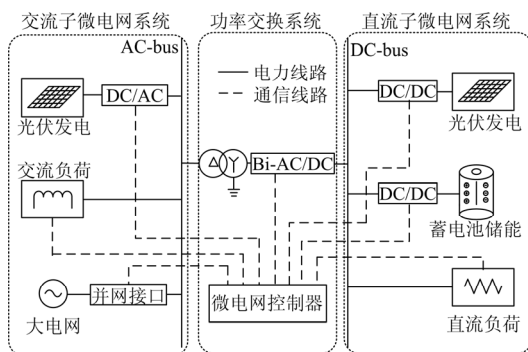 交流子微电网系统
功率交换系统
直流子微电网系统
AC-bus
DC-bus
电力线路
通信线路
DC/AC
光伏发电
DC/DC
光伏发电
交流负荷
Δ
Y
Bi-AC/DC
DC/DC
蓄电池储能
并网接口
大电网
微电网控制器
直流负荷